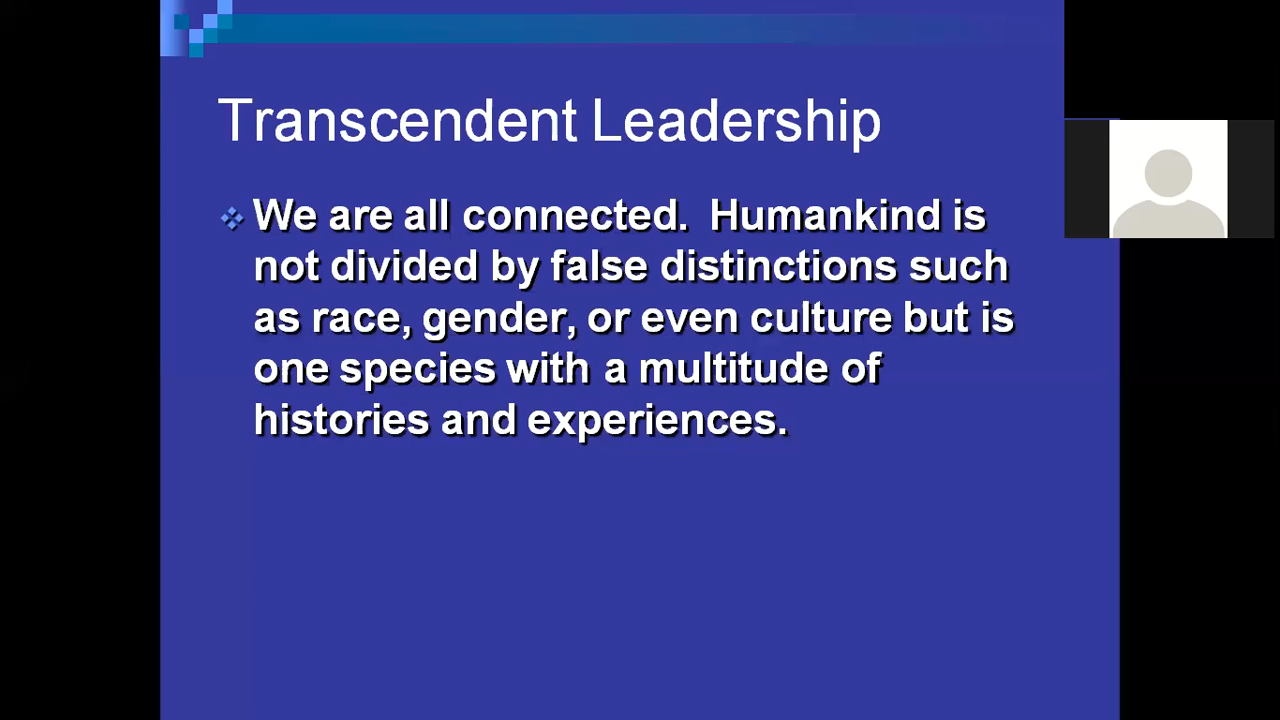 Transcendent Leadership
We are all connected.  Humankind is
not divided by false distinctions such
as race, gender, or even culture but is
one species with a multitude of
histories and experiences.